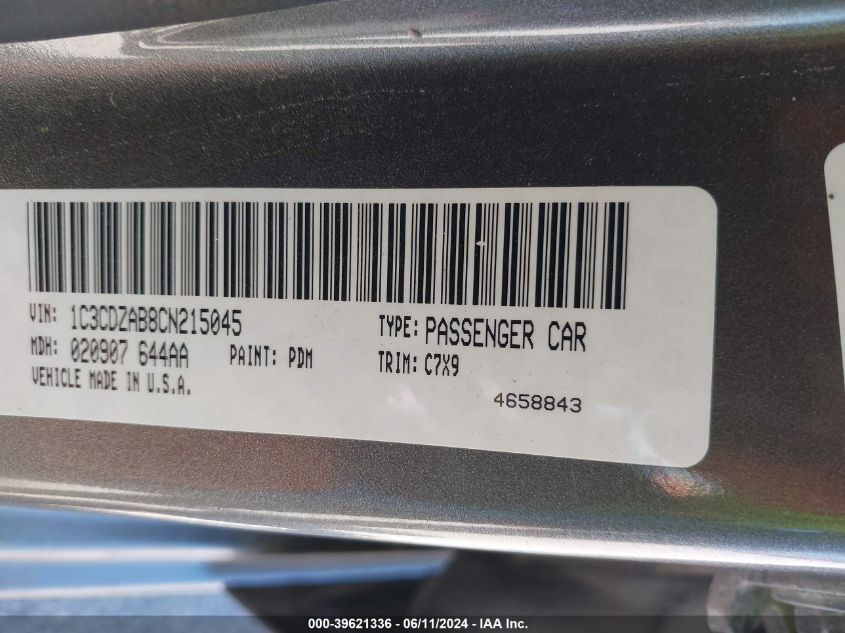 VIN: 1C3CDZAB8CN215045
TYPE: PASSENGER CAR
MDH: 020907 644AA
PAINT: PDM
TRIM: C7X9
VEHICLE MADE IN U.S.A.
4658843
000-39621336 - 06/11/2024 - IAA Inc.